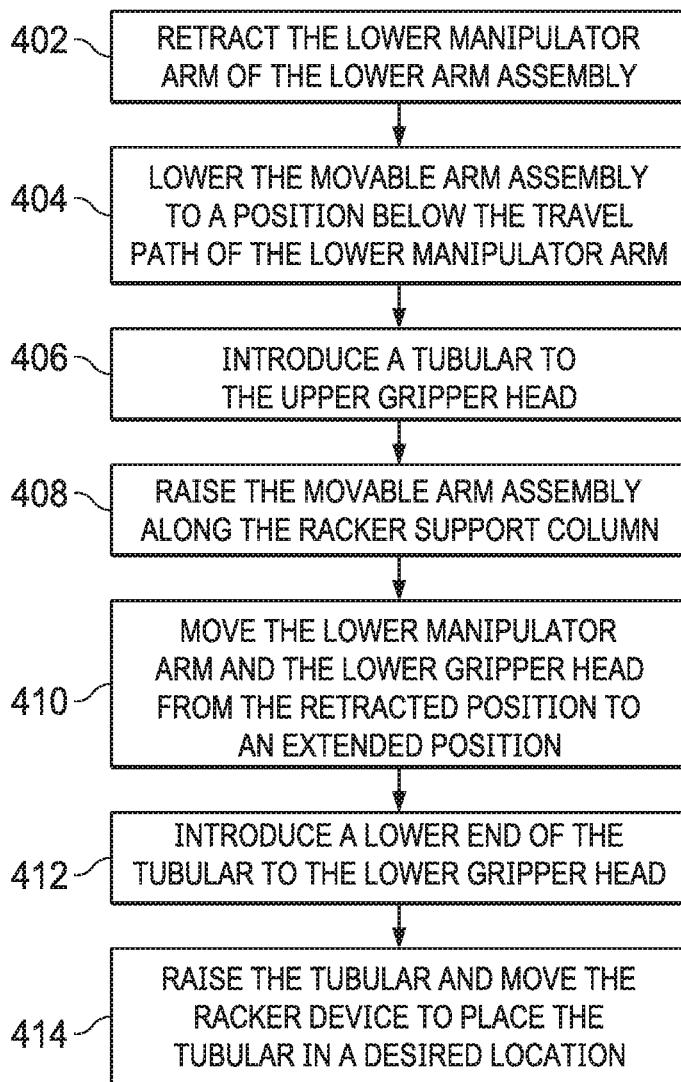 402
RETRACT THE LOWER MANIPULATOR
ARM OF THE LOWER ARM ASSEMBLY
404
LOWER THE MOVABLE ARM ASSEMBLY
TO A POSITION BELOW THE TRAVEL
PATH OF THE LOWER MANIPULATOR ARM
406
INTRODUCE A TUBULAR TO
THE UPPER GRIPPER HEAD
408
RAISE THE MOVABLE ARM ASSEMBLY
ALONG THE RACKER SUPPORT COLUMN
410
MOVE THE LOWER MANIPULATOR
ARM AND THE LOWER GRIPPER HEAD
FROM THE RETRACTED POSITION TO
AN EXTENDED POSITION
412
INTRODUCE A LOWER END OF THE
TUBULAR TO THE LOWER GRIPPER HEAD
414
RAISE THE TUBULAR AND MOVE THE
RACKER DEVICE TO PLACE THE
TUBULAR IN A DESIRED LOCATION